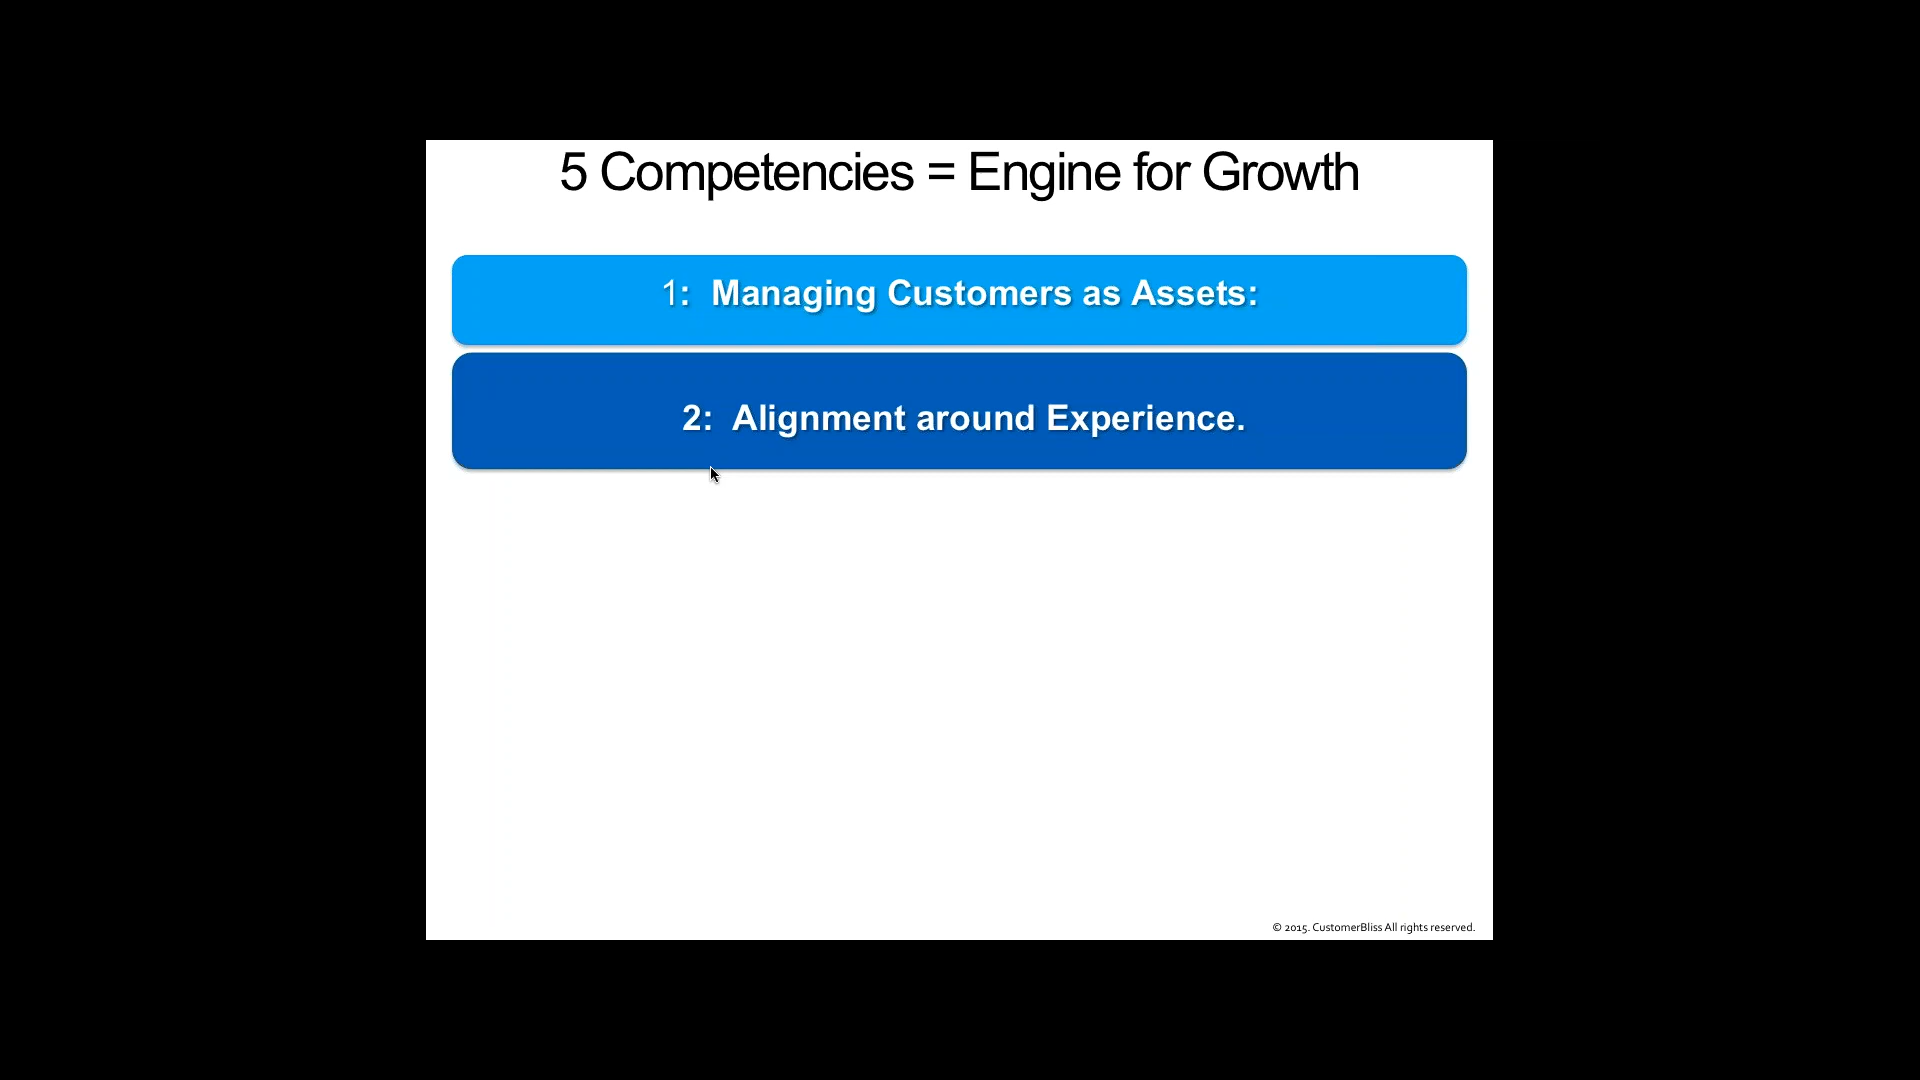 5 Competencies = Engine for Growth
1: Managing Customers as Assets:
2: Alignment around Experience.
© 2015. CustomerBliss All rights reserved.